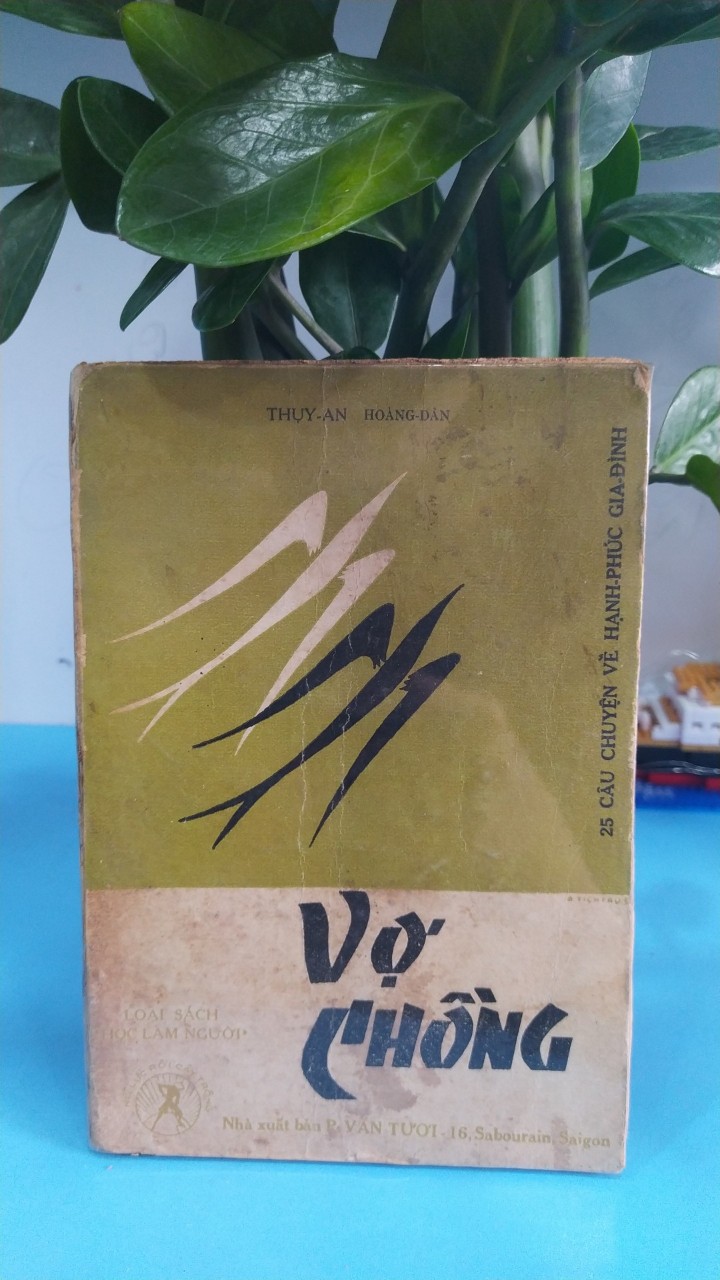 THỤY-AN HOÀNG-DÂN
25 CÂU CHUYỆN VỀ HẠNH-PHÚC GIA-ĐÌNH
VỢ
CHỒNG
LOẠI SÁCH
HỌC LÀM NGƯỜI
Nhà xuất bản P. VĂN TƯƠI - 16, Sabourain, Saigon